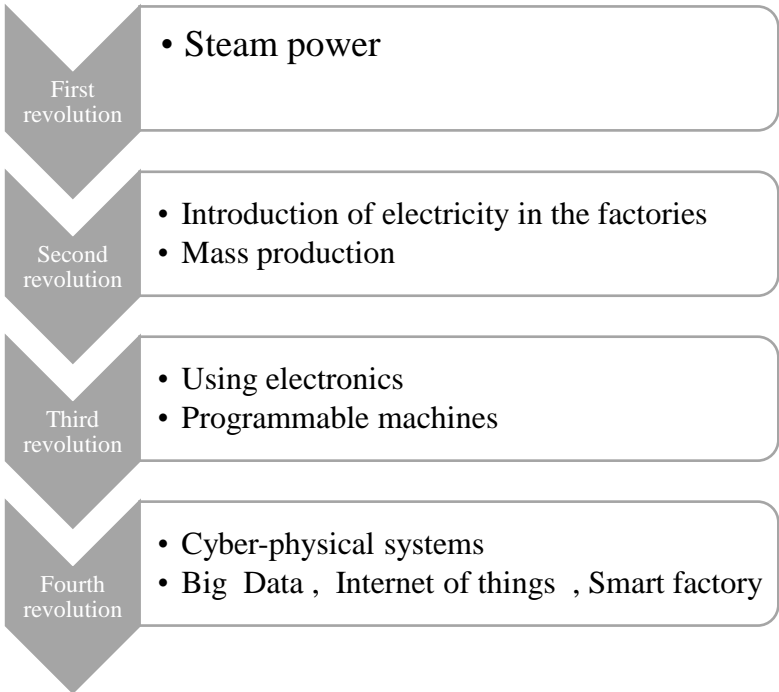 First
revolution
• Steam power
Second
revolution
• Introduction of electricity in the factories
• Mass production
Third
revolution
• Using electronics
• Programmable machines
Fourth
revolution
• Cyber-physical systems
• Big Data , Internet of things , Smart factory